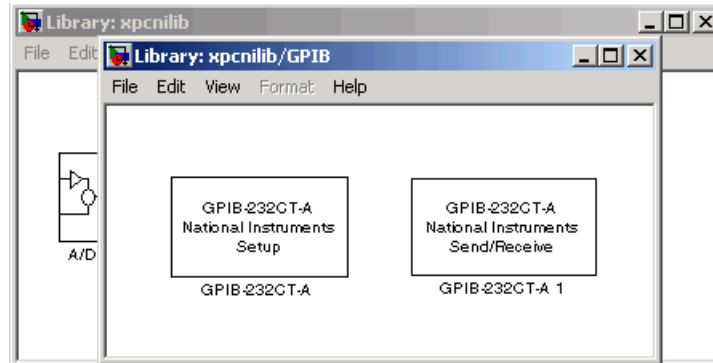 Library: xpcnilib
File Edit
Library: xpcnilib/GPIB
File Edit View Format Help
GPIB-232CT-A
National Instruments
Setup
GPIB-232CT-A
GPIB-232CT-A
National Instruments
Send/Receive
GPIB-232CT-A 1
A/D